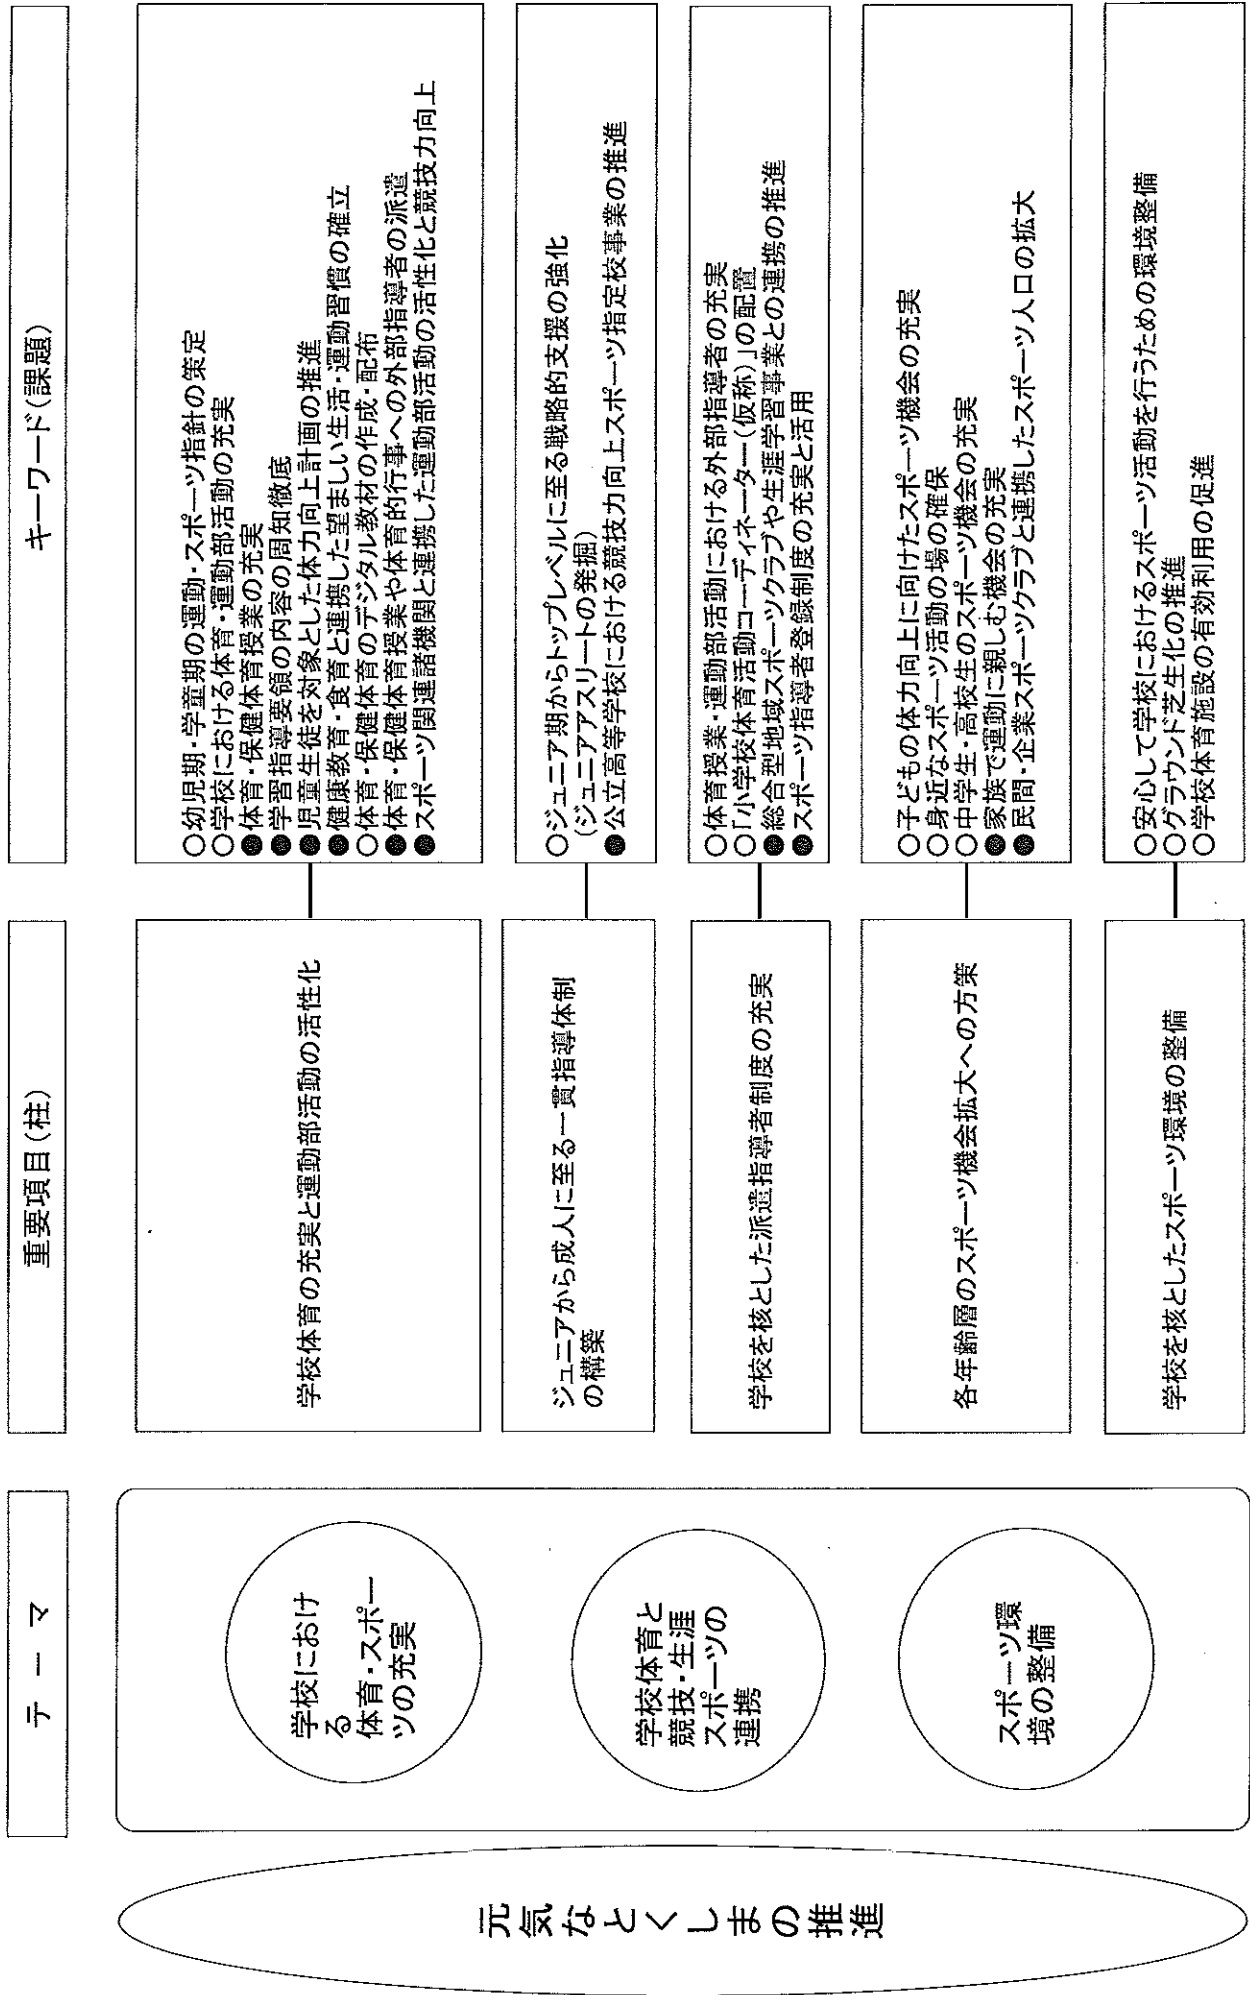 元気なとくしまの推進
テーマ
学校におけ
る
体育・スポー
ツの充実
学校体育と
競技・生涯
スポーツの
連携
スポーツ環
境の整備
重要項目(柱)
学校体育の充実と運動部活動の活性化
ジュニアから成人に至る一貫指導体制
の構築
学校を核とした派遣指導者制度の充実
各年齢層のスポーツ機会拡大への方策
学校を核としたスポーツ環境の整備
キーワード(課題)
○幼児期・学童期の運動・スポーツ指針の策定
○学校における体育・運動部活動の充実
●体育・保健体育授業の充実
●学習指導要領の内容の周知徹底
●児童生徒を対象とした体力向上計画の推進
●健康教育・食育と連携した望ましい生活・運動習慣の確立
○体育・保健体育のデジタル教材の作成・配布
●体育・保健体育授業や体育的行事への外部指導者の派遣
●スポーツ関連諸機関と連携した運動部活動の活性化と競技力向上
○ジュニア期からトップレベルに至る戦略的支援の強化
(ジュニアアスリートの発掘)
●公立高等学校における競技力向上スポーツ指定校事業の推進
○体育授業・運動部活動における外部指導者の充実
○「小学校体育活動コーディネーター(仮称)」の配置
●総合型地域スポーツクラブや生涯学習事業との連携の推進
●スポーツ指導者登録制度の充実と活用
○子どもの体力向上に向けたスポーツ機会の充実
○身近なスポーツ活動の場の確保
○中学生・高校生のスポーツ機会の充実
●家族で運動に親しむ機会の充実
●民間・企業スポーツクラブと連携したスポーツ人口の拡大
○安心して学校におけるスポーツ活動を行うための環境整備
○グラウンド芝生化の推進
○学校体育施設の有効利用の促進